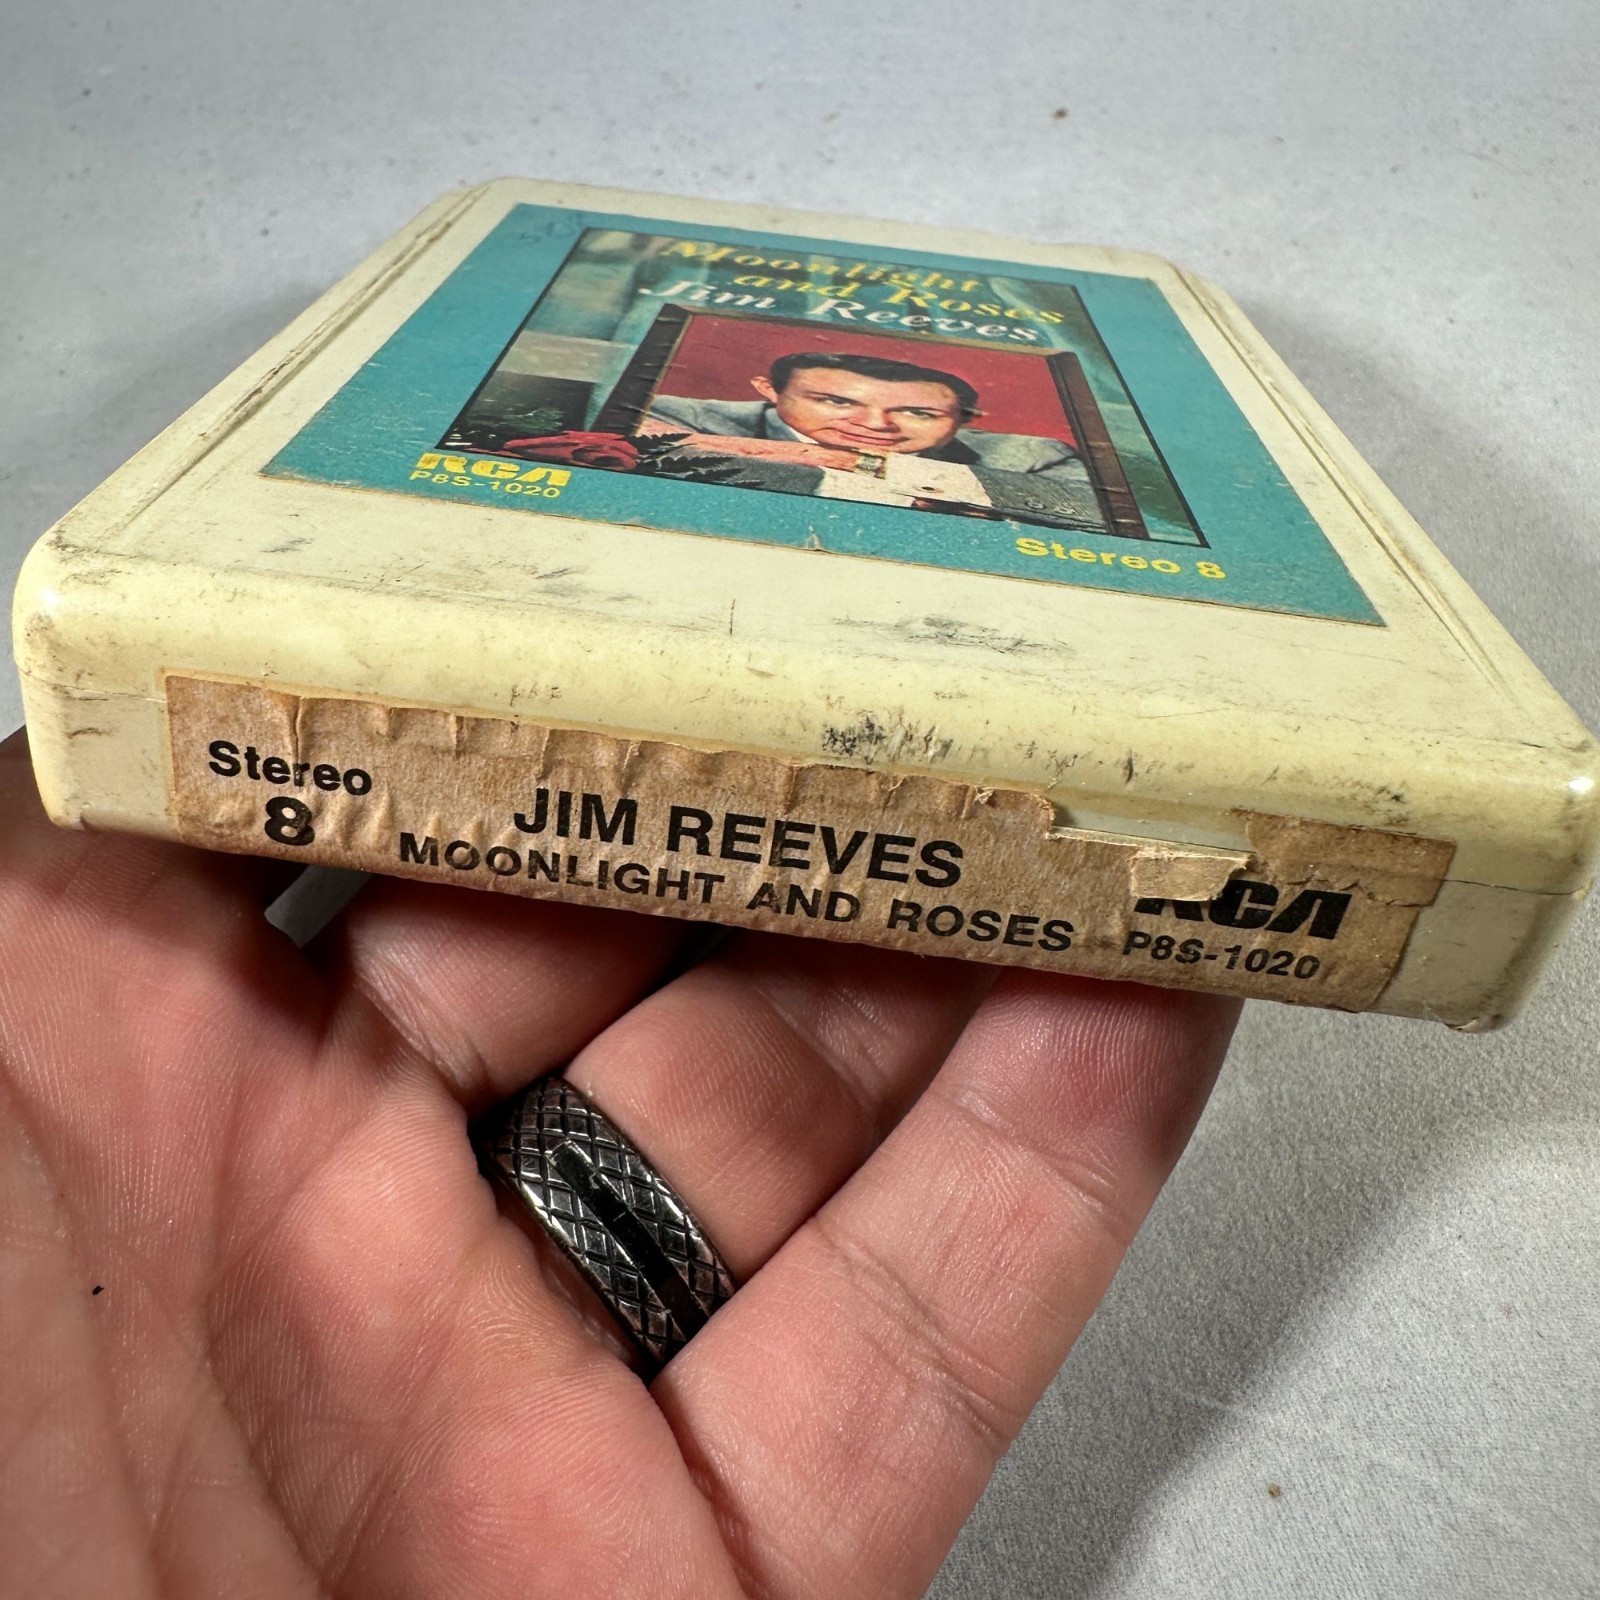 Moonlight
and Roses
Jim Reeves
RCA
P8S-1020
Stereo 8
Stereo
8
JIM REEVES
MOONLIGHT AND ROSES
RCA
P8S-1020